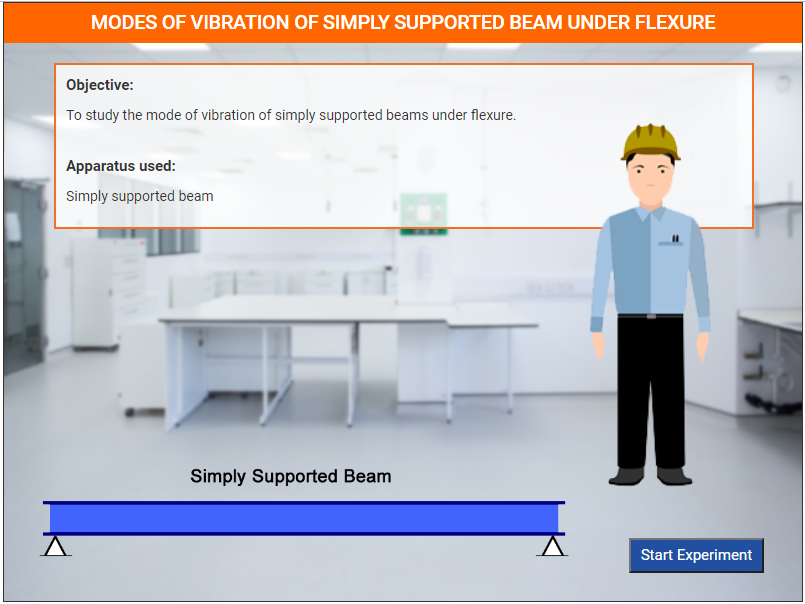 MODES OF VIBRATION OF SIMPLY SUPPORTED BEAM UNDER FLEXURE
Objective:
To study the mode of vibration of simply supported beams under flexure.
Apparatus used:
Simply supported beam
Simply Supported Beam
Start Experiment